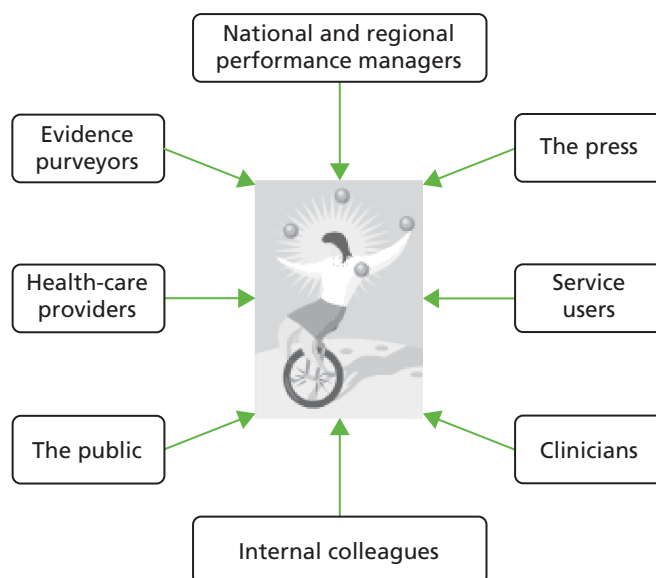 National and regional
performance managers
Evidence
purveyors
The press
Health-care
providers
Service
users
The public
Clinicians
Internal colleagues